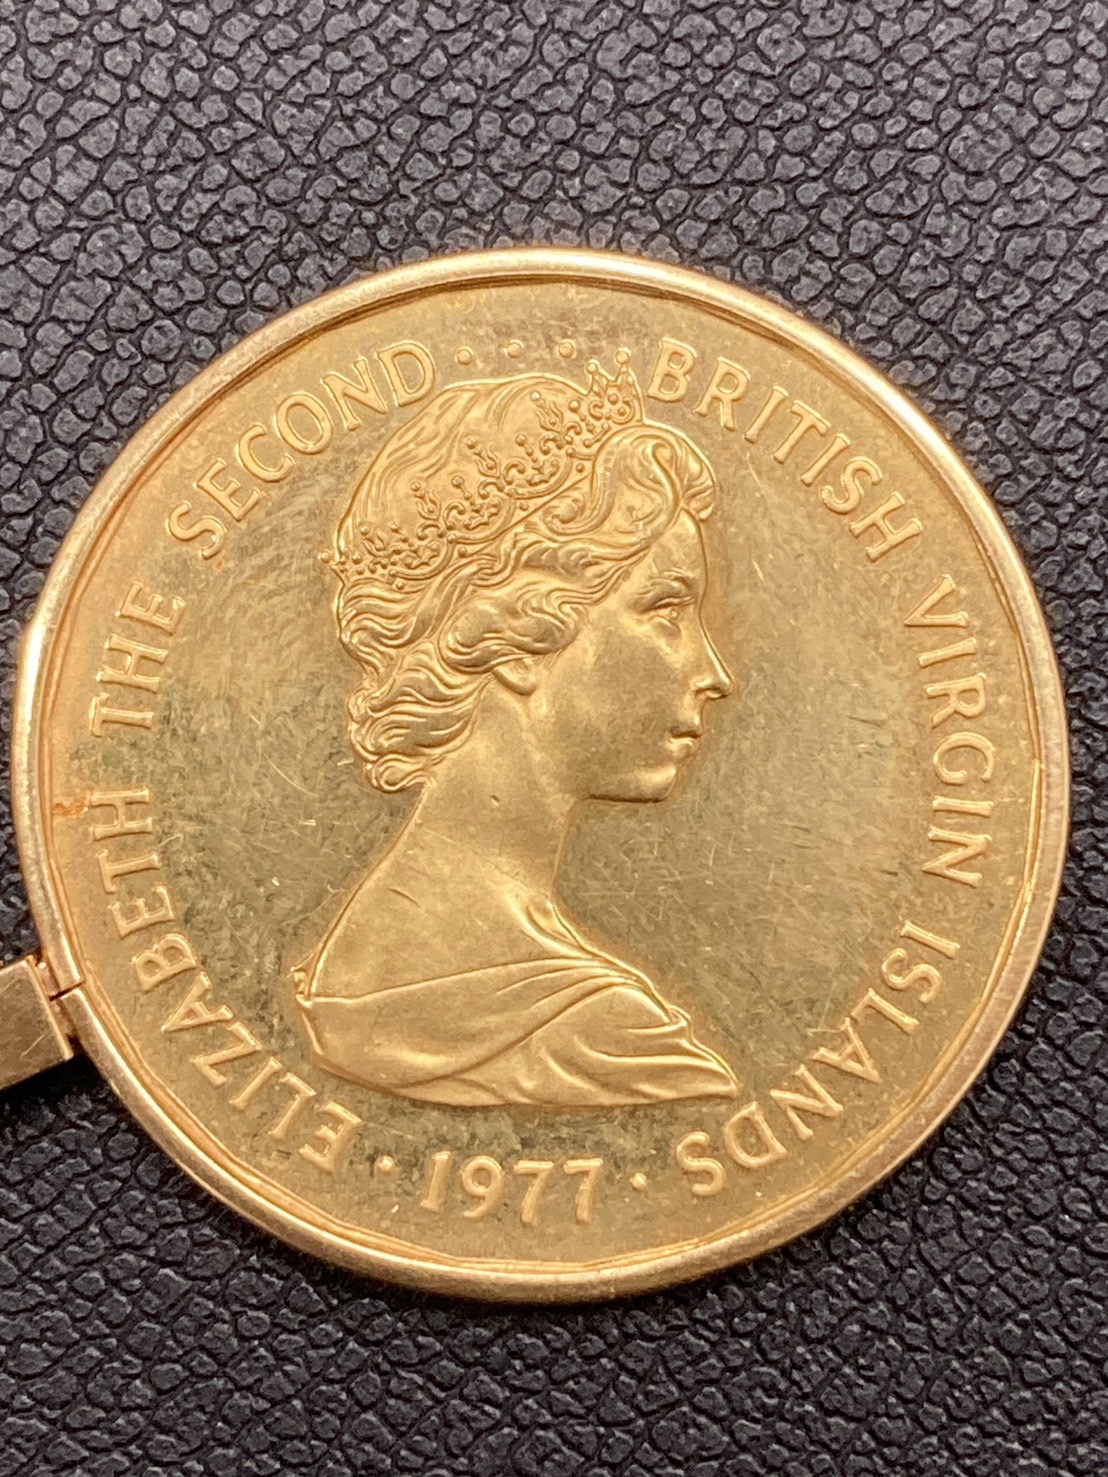 ELIZABETH THE SECOND · · · BRITISH VIRGIN ISLANDS
· 1977 ·